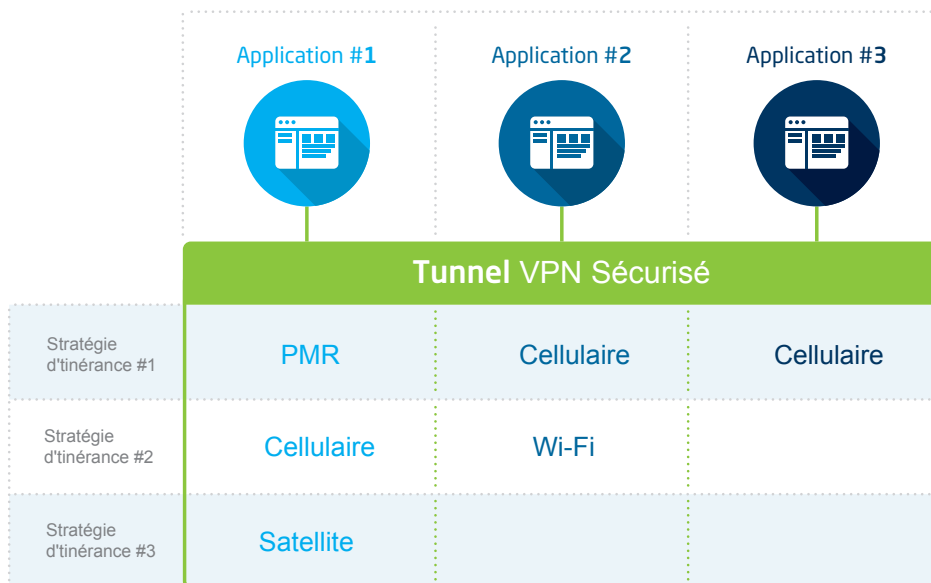 Application #1 Application #2 Application #3
Tunnel VPN Sécurisé
Stratégie
d'tinérance #1
PMR Cellulaire Cellulaire
Stratégie
d'tinérance #2
Cellulaire Wi-Fi
Stratégie
d'tinérance #3
Satellite